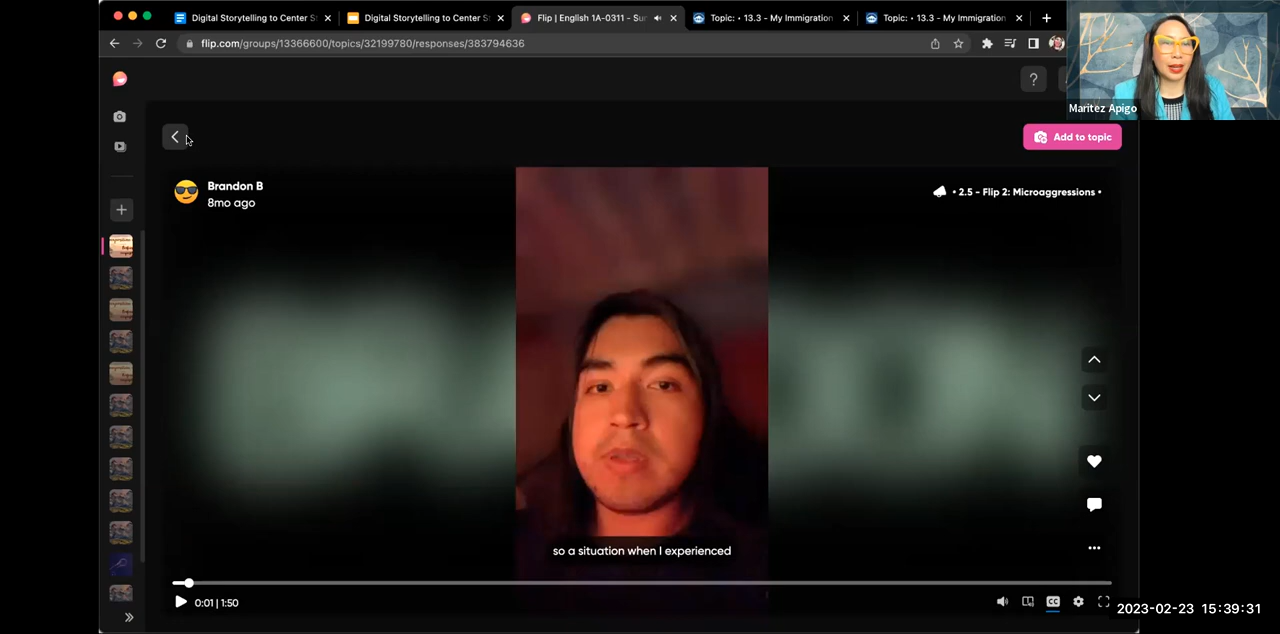 Digital Storytelling to Center S
Digital Storytelling to Center S
Flip | English 1A-0311 - Su
Topic: • 13.3 - My Immigration
Topic: • 13.3 - My Immigration
flip.com/groups/13366600/topics/32199780/responses/383794636
?
Maritez Apigo
Add to topic
Brandon B
8mo ago
• 2.5 - Flip 2: Microaggressions •
so a situation when I experienced
0:01 | 1:50
CC
2023-02-23 15:39:31